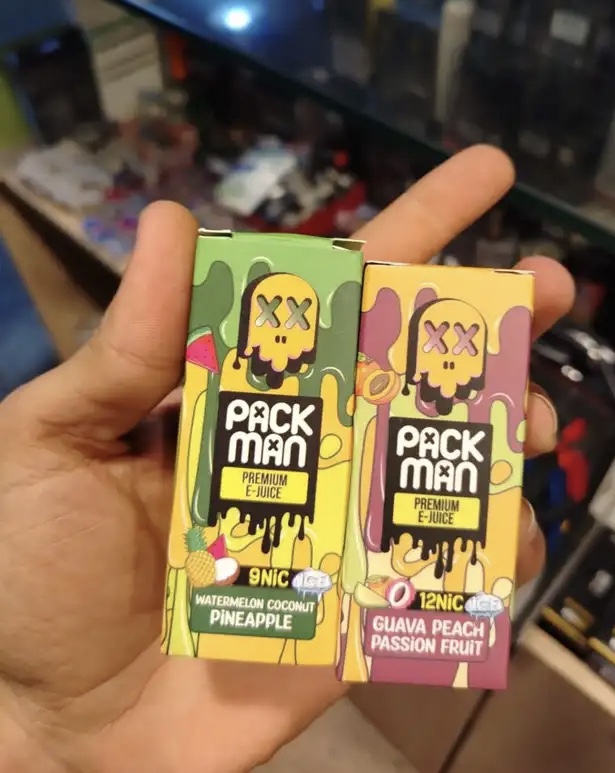 PACK
MAN
PREMIUM
E-JUICE
9NiC ICE
WATERMELON COCONUT
PiNEAPPLE
PACK
MAN
PREMIUM
E-JUICE
12NiC ICE
GUAVA PEACH
PASSION FRUiT